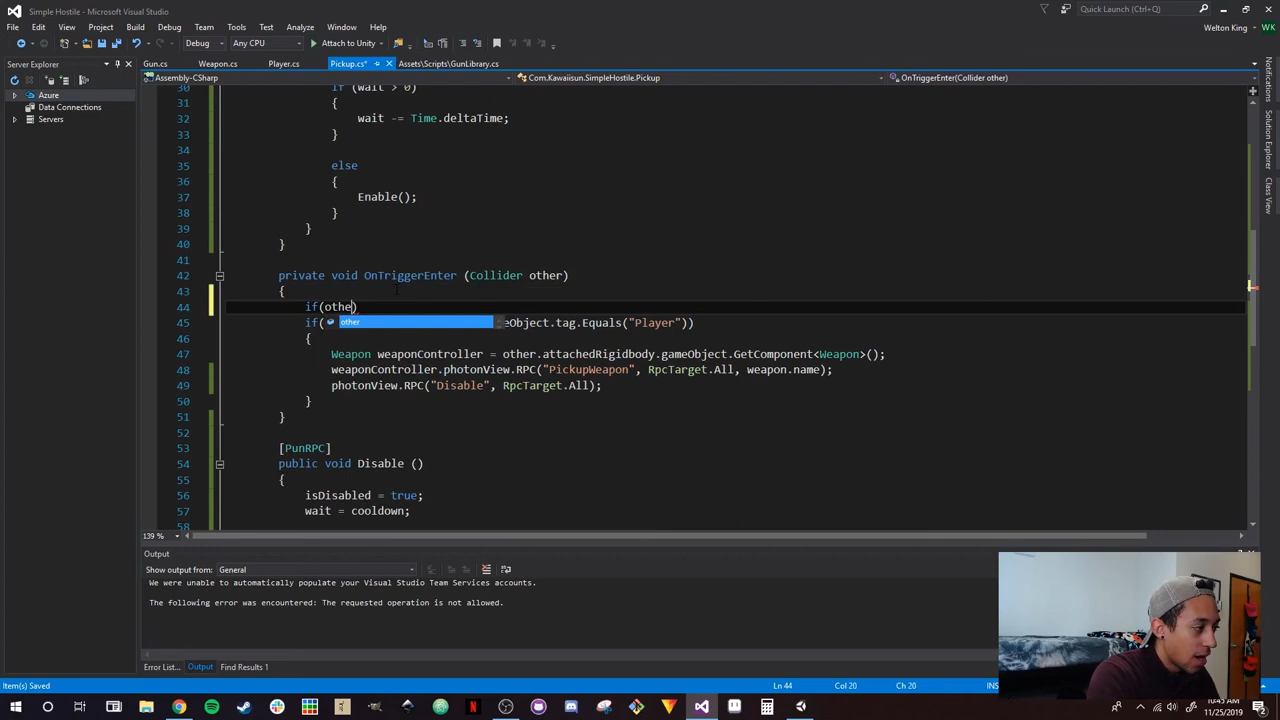 Simple Hostile - Microsoft Visual Studio
Quick Launch (Ctrl+Q)
File Edit View Project Build Debug Team Tools Test Analyze Window Help
Welton King WK
Debug Any CPU Attach to Unity
Server Explorer
Gun.cs Weapon.cs Player.cs Pickup.cs* Assets\Scripts\GunLibrary.cs
Assembly-CSharp Com.Kawaiisun.SimpleHostile.Pickup OnTriggerEnter(Collider other)
Azure
Data Connections
Servers
Notifications
Solution Explorer
Class View
30 if (wait > 0)
31 {
32 wait -= Time.deltaTime;
33 }
34
35 else
36 {
37 Enable();
38 }
39 }
40 }
41
42 private void OnTriggerEnter (Collider other)
43 {
44 if(othe)
other
45 if( eObject.tag.Equals("Player"))
46 {
47 Weapon weaponController = other.attachedRigidbody.gameObject.GetComponent<Weapon>();
48 weaponController.photonView.RPC("PickupWeapon", RpcTarget.All, weapon.name);
49 photonView.RPC("Disable", RpcTarget.All);
50 }
51 }
52
53 [PunRPC]
54 public void Disable ()
55 {
56 isDisabled = true;
57 wait = cooldown;
58
139 %
Output
Show output from: General
We were unable to automatically populate your Visual Studio Team Services accounts.
The following error was encountered: The requested operation is not allowed.
Error List... Output Find Results 1
Item(s) Saved Ln 44 Col 20 Ch 20 INS
10:45 AM
11/25/2019